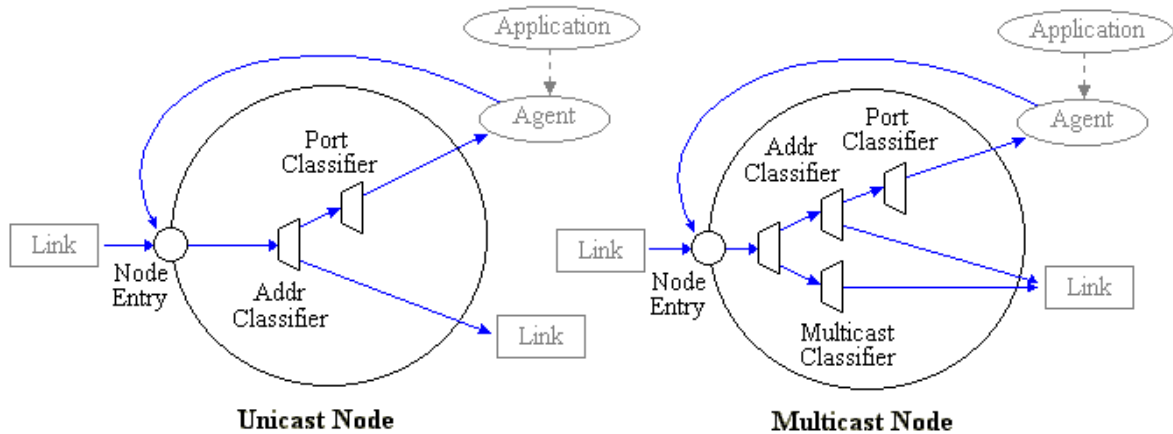 Application
Agent
Port
Classifier
Link
Node
Entry
Addr
Classifier
Link
Unicast Node
Application
Agent
Port
Classifier
Addr
Classifier
Link
Node
Entry
Link
Multicast
Classifier
Multicast Node